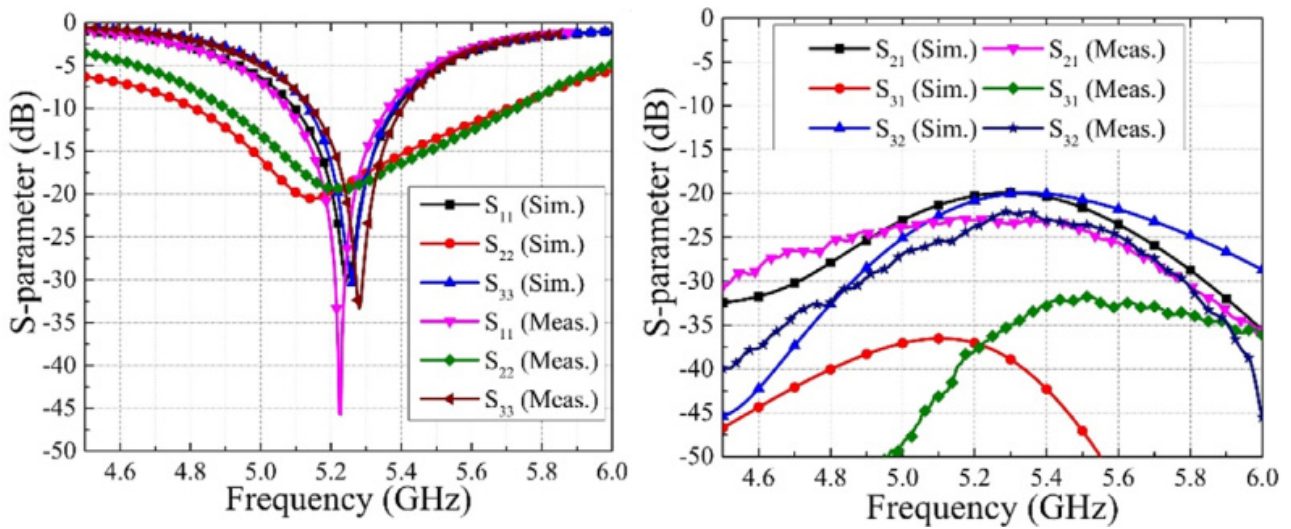 S-parameter (dB)
0
-5
-10
-15
-20
-25
-30
-35
-40
-45
-50
S11 (Sim.)
S22 (Sim.)
S33 (Sim.)
S11 (Meas.)
S22 (Meas.)
S33 (Meas.)
4.6 4.8 5.0 5.2 5.4 5.6 5.8 6.0
Frequency (GHz)
S-parameter (dB)
0
-5
-10
-15
-20
-25
-30
-35
-40
-45
-50
S21 (Sim.) S21 (Meas.)
S31 (Sim.) S31 (Meas.)
S32 (Sim.) S32 (Meas.)
4.6 4.8 5.0 5.2 5.4 5.6 5.8 6.0
Frequency (GHz)